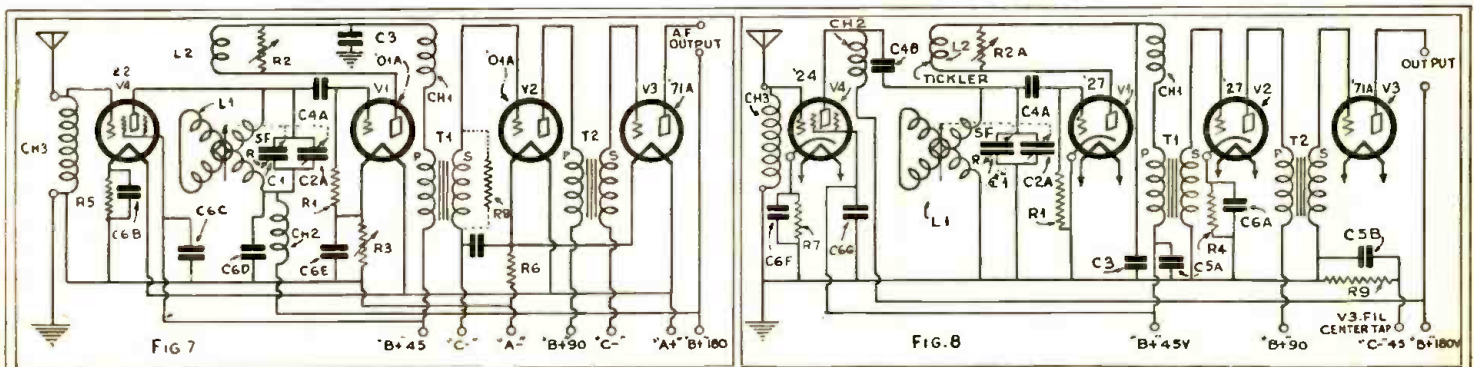 A.F.
OUTPUT
L2
R2
C3
'01A
'01A
22
V4
V1
V2
V3
'71A
CH1
L1
C4A
CH3
SF
R
C1
C2A
T1
P
S
T2
P
S
R5
C6B
R1
R8
C6C
CH2
R3
C6D
C6E
R6
FIG 7
"B+"45
"C-"
"A-"
"B+90
"C-"
"A+"
"B+"180
CH2
C4B
L2
R2A
TICKLER
'24
V4
'27
V1
'27
V2
'71A
V3
OUTPUT
CH1
CH3
C4A
SF
RA
C1
C2A
T1
P
S
T2
P
S
L1
R1
C6F
R7
C6G
C3
C5A
R4
C6A
C5B
R9
V3.FIL
CENTER TAP
FIG.8
"B+"45V
"B+90
"C-"45
"B+"180V